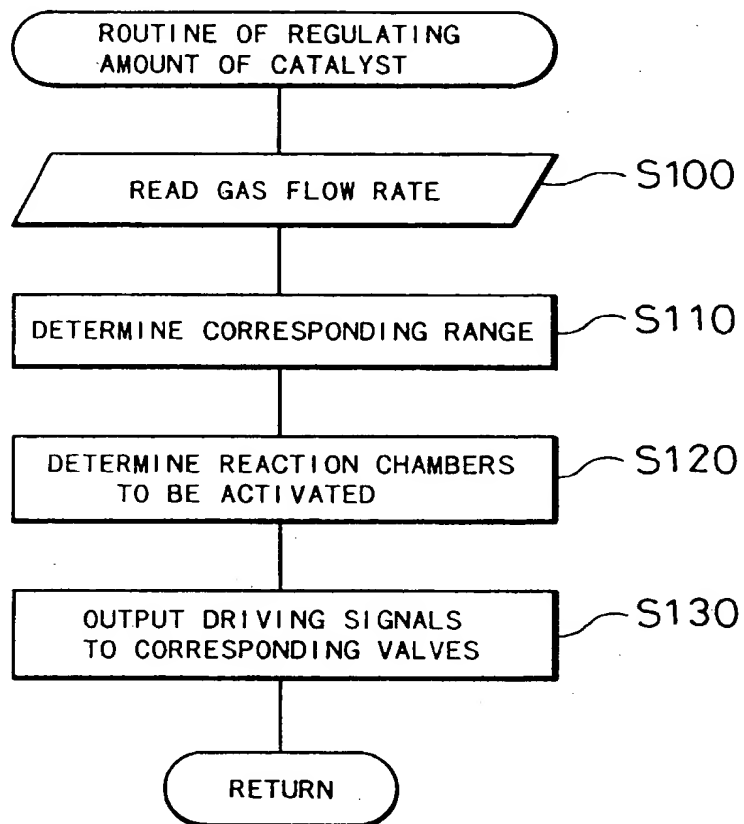 ROUTINE OF REGULATING
AMOUNT OF CATALYST
READ GAS FLOW RATE
S100
DETERMINE CORRESPONDING RANGE
S110
DETERMINE REACTION CHAMBERS
TO BE ACTIVATED
S120
OUTPUT DRIVING SIGNALS
TO CORRESPONDING VALVES
S130
RETURN